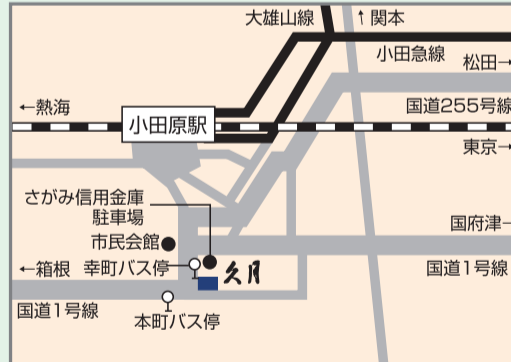 大雄山線
↑関本
小田急線
松田→
←熱海
国道255号線
小田原駅
東京→
さがみ信用金庫
駐車場
国府津→
市民会館
←箱根
幸町バス停
久月
国道1号線
国道1号線
本町バス停